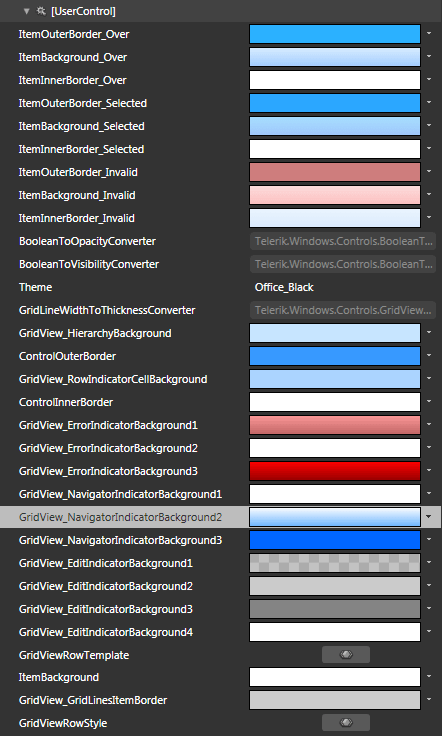 [UserControl]
ItemOuterBorder_Over
ItemBackground_Over
ItemInnerBorder_Over
ItemOuterBorder_Selected
ItemBackground_Selected
ItemInnerBorder_Selected
ItemOuterBorder_Invalid
ItemBackground_Invalid
ItemInnerBorder_Invalid
BooleanToOpacityConverter Telerik.Windows.Controls.BooleanT...
BooleanToVisibilityConverter Telerik.Windows.Controls.BooleanT...
Theme Office_Black
GridLineWidthToThicknessConverter Telerik.Windows.Controls.GridView...
GridView_HierarchyBackground
ControlOuterBorder
GridView_RowIndicatorCellBackground
ControlInnerBorder
GridView_ErrorIndicatorBackground1
GridView_ErrorIndicatorBackground2
GridView_ErrorIndicatorBackground3
GridView_NavigatorIndicatorBackground1
GridView_NavigatorIndicatorBackground2
GridView_NavigatorIndicatorBackground3
GridView_EditIndicatorBackground1
GridView_EditIndicatorBackground2
GridView_EditIndicatorBackground3
GridView_EditIndicatorBackground4
GridViewRowTemplate
ItemBackground
GridView_GridLinesItemBorder
GridViewRowStyle